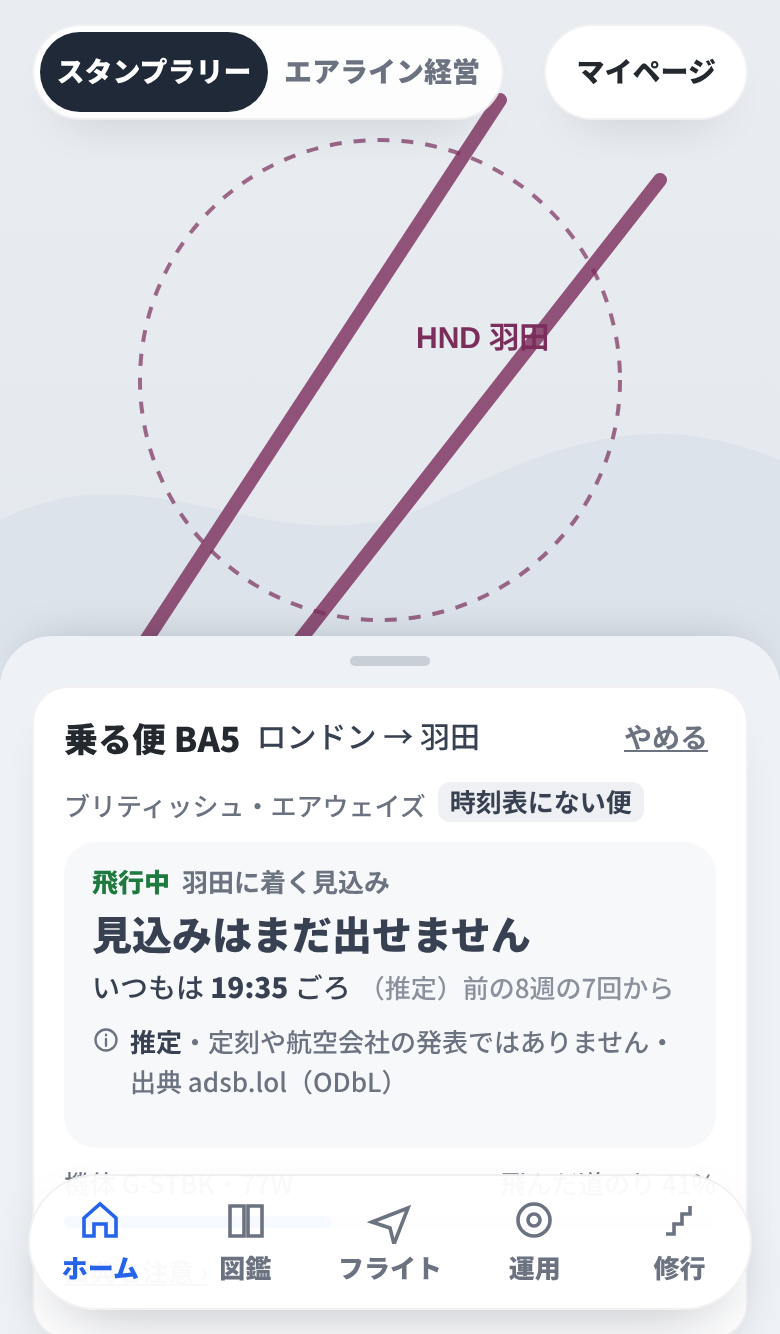 スタンプラリー エアライン経営 マイページ
HND 羽田
乗る便 BA5 ロンドン → 羽田 やめる
ブリティッシュ・エアウェイズ 時刻表にない便
飛行中 羽田に着く見込み
見込みはまだ出せません
いつもは 19:35 ごろ （推定）前の8週の7回から
推定・定刻や航空会社の発表ではありません・
出典 adsb.lol（ODbL）
機体 G-STBK・77W 飛んだ道のり 41%
注意 ›
ホーム 図鑑 フライト 運用 修行